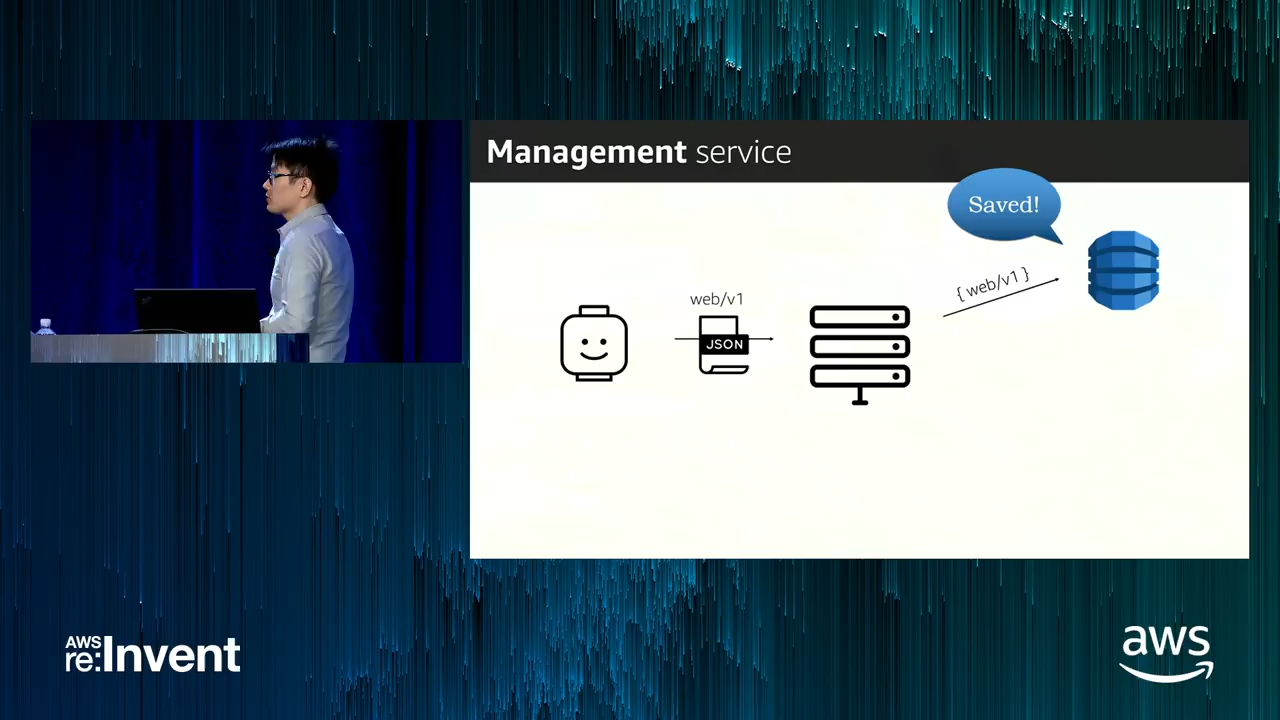 Management service
Saved!
{ web/v1 }
web/v1
JSON
AWS
re:Invent
aws